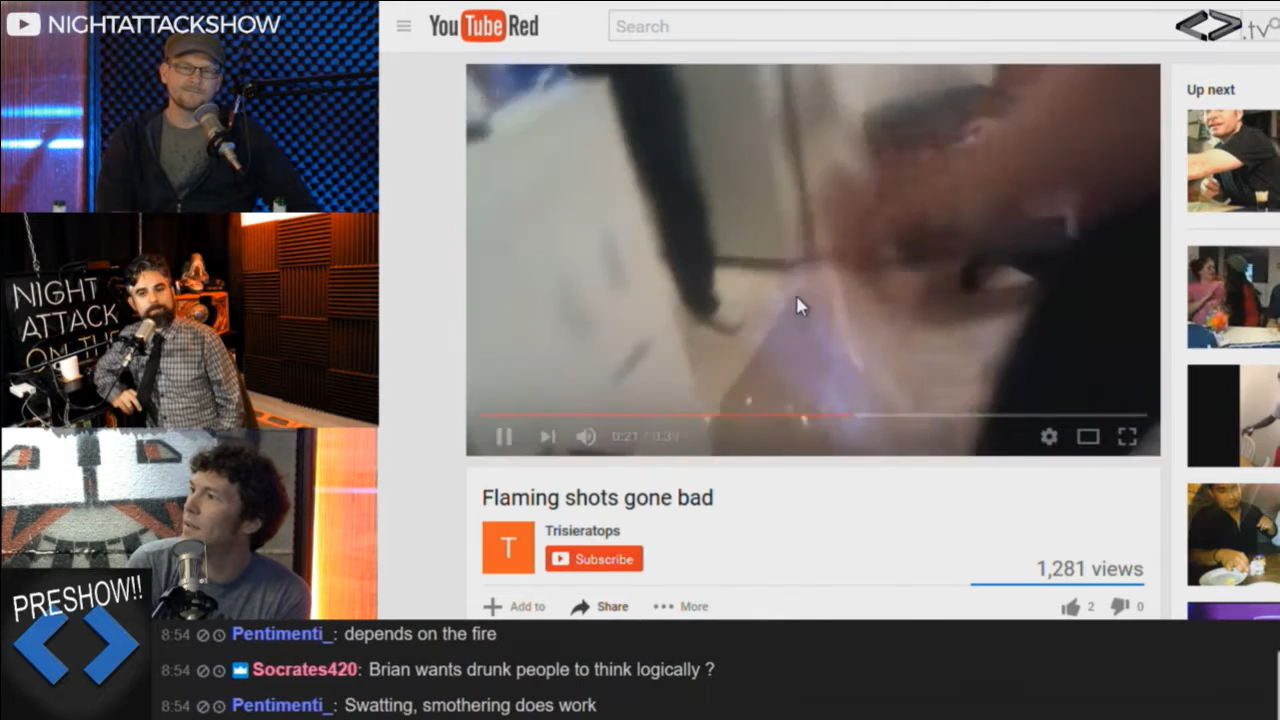 NIGHTATTACKSHOW
YouTube Red
Search
.tv
Up next
NIGHT
ATTACK
ON THE
0:21 / 0:39
Flaming shots gone bad
T
Trisieratops
Subscribe
1,281 views
Add to
Share
More
2
0
PRESHOW!!
8:54 Pentimenti_: depends on the fire
8:54 Socrates420: Brian wants drunk people to think logically ?
8:54 Pentimenti_: Swatting, smothering does work